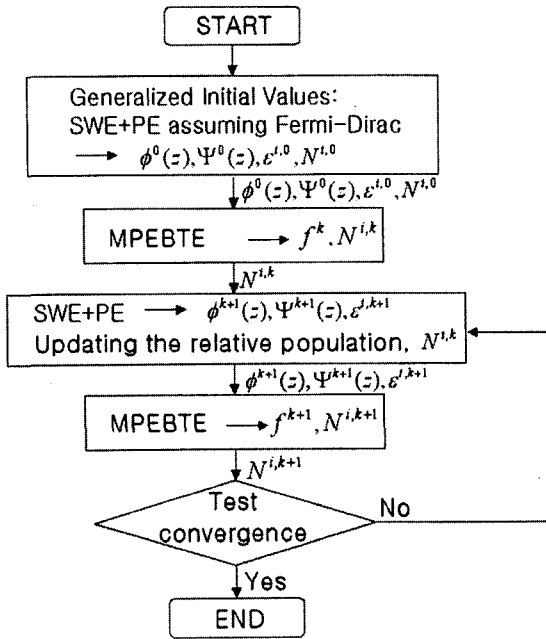 START
Generalized Initial Values:
SWE+PE assuming Fermi-Dirac
→ ϕ⁰(z),Ψ⁰(z),ε^{i,0},N^{i,0}
ϕ⁰(z),Ψ⁰(z),ε^{i,0},N^{i,0}
MPEBTE → f^k,N^{i,k}
N^{i,k}
SWE+PE → ϕ^{k+1}(z),Ψ^{k+1}(z),ε^{i,k+1}
Updating the relative population, N^{i,k}
ϕ^{k+1}(z),Ψ^{k+1}(z),ε^{i,k+1}
MPEBTE → f^{k+1},N^{i,k+1}
N^{i,k+1}
Test
convergence
No
Yes
END